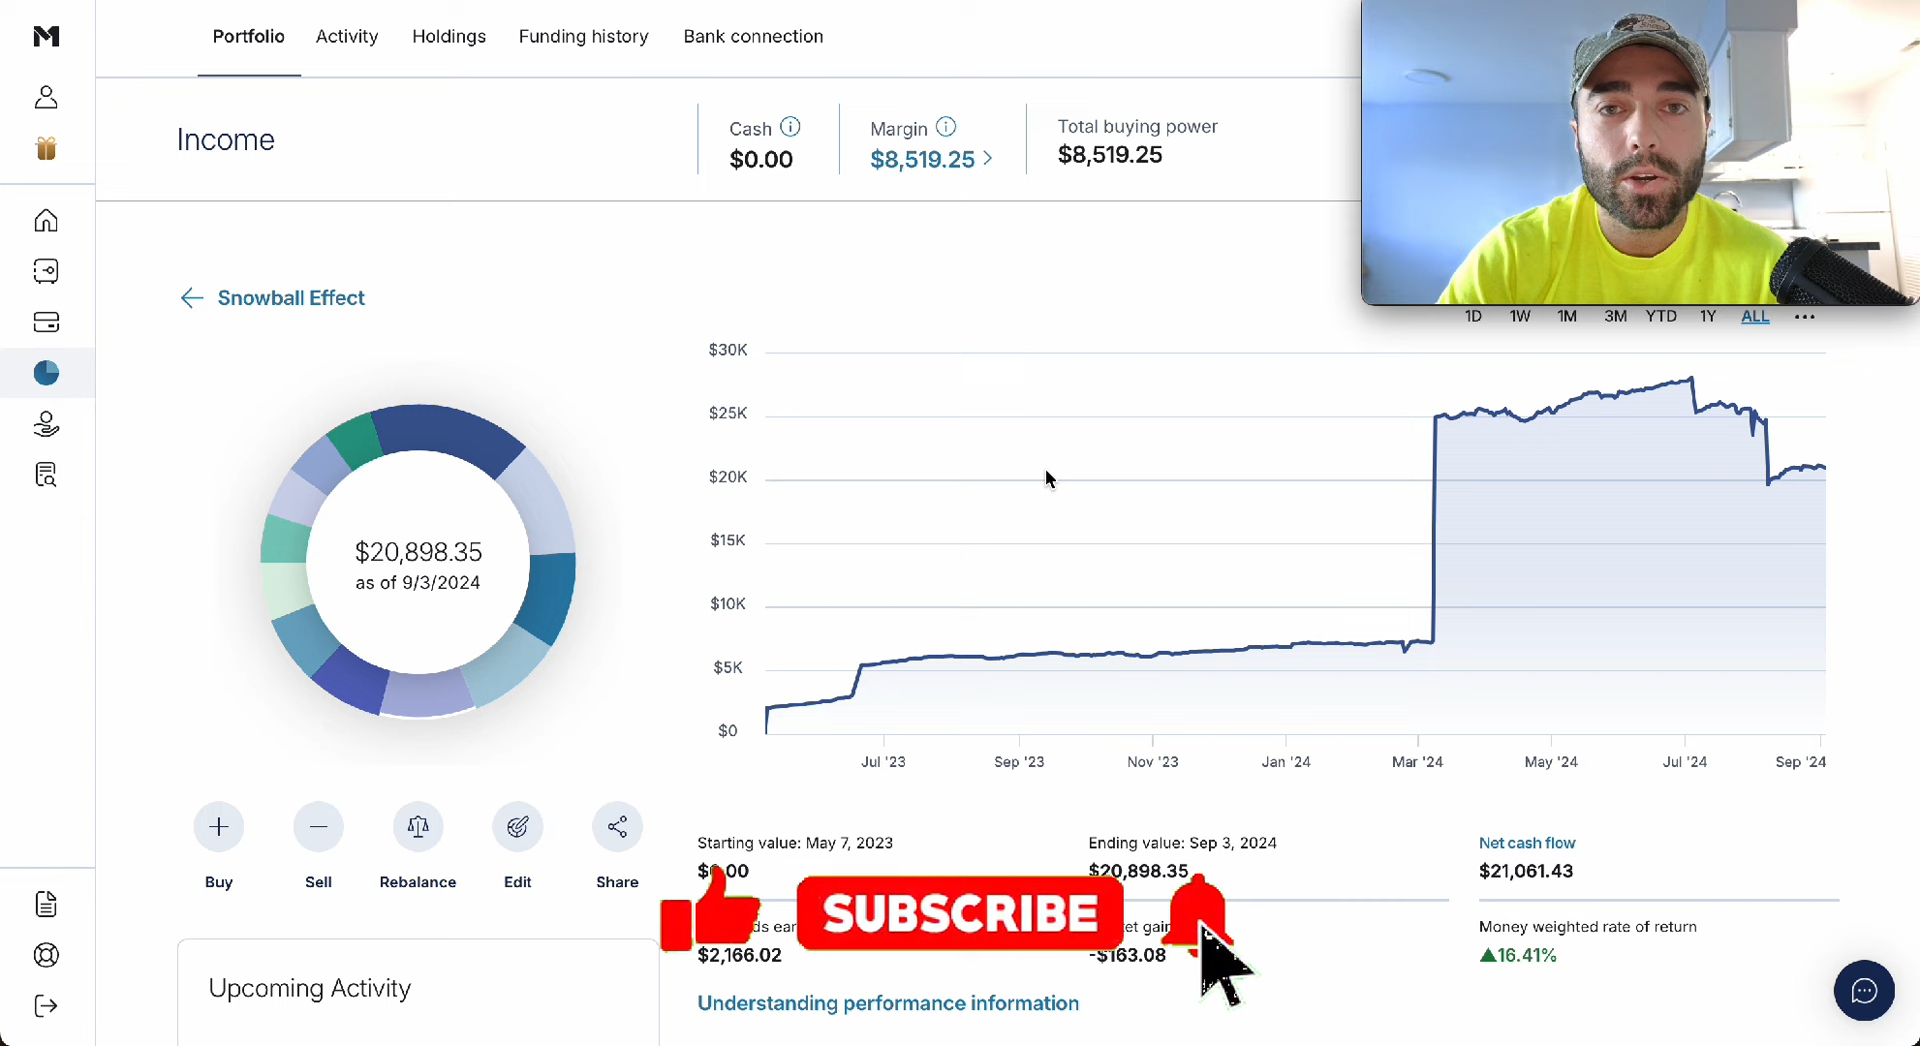 M
Portfolio
Activity
Holdings
Funding history
Bank connection
Income
Cash
$0.00
Margin
$8,519.25 >
Total buying power
$8,519.25
← Snowball Effect
1D
1W
1M
3M
YTD
1Y
ALL
$30K
$25K
$20K
$15K
$10K
$5K
$0
Jul '23
Sep '23
Nov '23
Jan '24
Mar '24
May '24
Jul '24
Sep '24
$20,898.35
as of 9/3/2024
Buy
Sell
Rebalance
Edit
Share
Starting value: May 7, 2023
Ending value: Sep 3, 2024
$20,898.35
Net cash flow
$21,061.43
SUBSCRIBE
$2,166.02
-$163.08
Money weighted rate of return
▲16.41%
Upcoming Activity
Understanding performance information